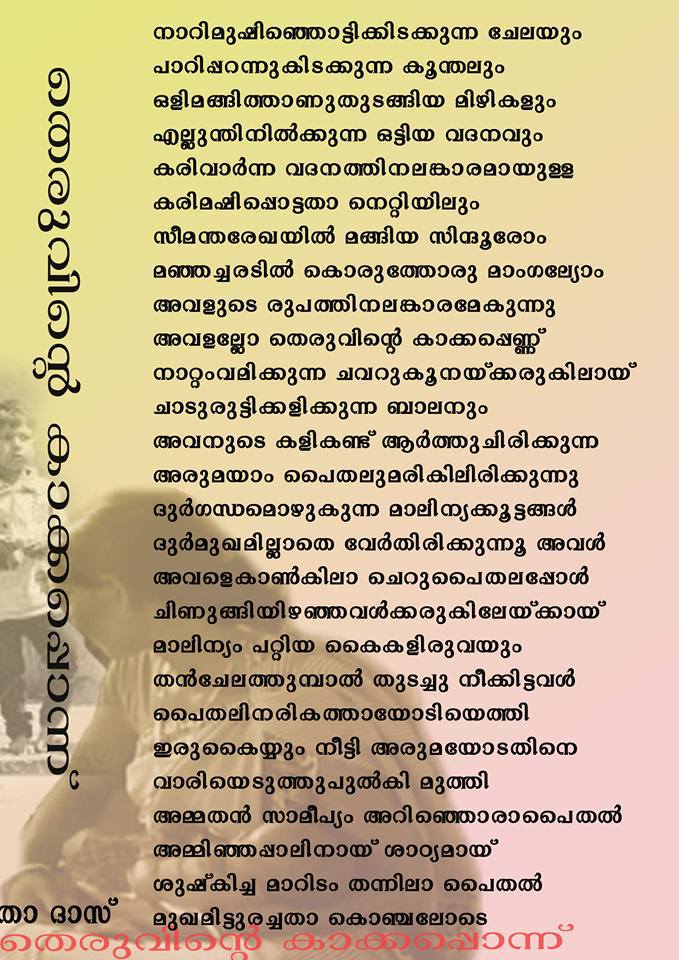 തെരുവിന്റെ കാക്കപ്പൊന്ന്
നാറിമുഷിഞ്ഞൊട്ടിക്കിടക്കുന്ന ചേലയും
പാറിപ്പറന്നുകിടക്കുന്ന കൂന്തലും
ഒളിമങ്ങിത്താണുതുടങ്ങിയ മിഴികളും
എല്ലുന്തിനിൽക്കുന്ന ഒട്ടിയ വദനവും
കരിവാർന്ന വദനത്തിനലങ്കാരമായുള്ള
കരിമഷിപ്പൊട്ടതാ നെറ്റിയിലും
സീമന്തരേഖയിൽ മങ്ങിയ സിന്ദൂരോം
മഞ്ഞച്ചരടിൽ കൊരുത്തോരു മാംഗല്യോം
അവളുടെ രുപത്തിനലങ്കാരമേകുന്നു
അവളല്ലോ തെരുവിന്റെ കാക്കപ്പെണ്ണ്
നാറ്റംവമിക്കുന്ന ചവറുകൂനയ്ക്കരുകിലായ്
ചാടുരുട്ടിക്കളിക്കുന്ന ബാലനും
അവനുടെ കളികണ്ട് ആർത്തുചിരിക്കുന്ന
അരുമയാം പൈതലുമരികിലിരിക്കുന്നു
ദുർഗന്ധമൊഴുകുന്ന മാലിന്യക്കൂട്ടങ്ങൾ
ദുർമുഖമില്ലാതെ വേർതിരിക്കുന്നൂ അവൾ
അവളെകാൺകിലാ ചെറുപൈതലപ്പോൾ
ചിണുങ്ങിയിഴഞ്ഞവൾക്കരുകിലേയ്ക്കായ്
മാലിന്യം പറ്റിയ കൈകളിരുവയും
തൻചേലത്തുമ്പാൽ തുടച്ചു നീക്കിട്ടവൾ
പൈതലിനരികത്തായോടിയെത്തി
ഇരുകൈയ്യും നീട്ടി അരുമയോടതിനെ
വാരിയെടുത്തുപുൽകി മുത്തി
അമ്മതൻ സാമീപ്യം അറിഞ്ഞൊരാപൈതൽ
അമ്മിഞ്ഞപ്പാലിനായ് ശാഠ്യമായ്
ശുഷ്കിച്ച മാറിടം തന്നിലാ പൈതൽ
മുഖമിട്ടുരച്ചതാ കൊഞ്ചലോടെ
താ ദാസ്
തെരുവിന്റെ കാക്കപ്പൊന്ന്